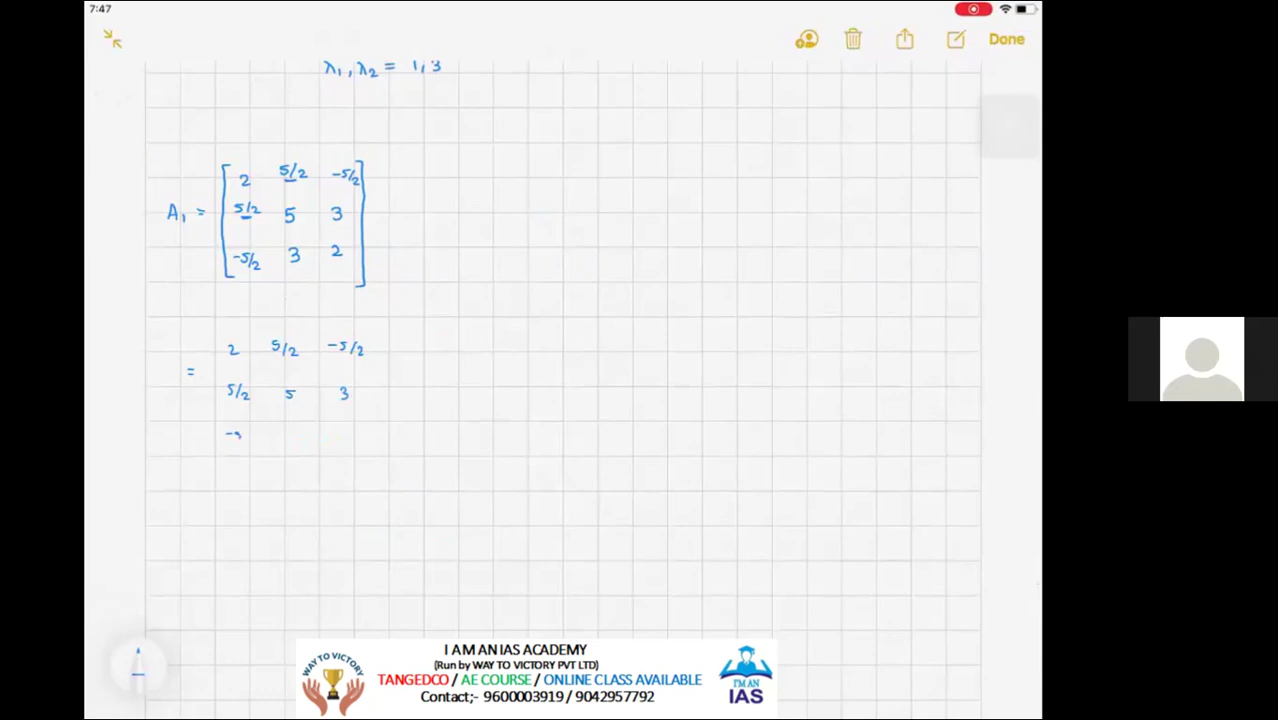 7:47
Done
λ₁, λ₂ = 1, 3
2 5/2 -5/2
A₁ = 5/2 5 3
-5/2 3 2
2 5/2 -5/2
=
5/2 5 3
WAY TO VICTORY
I AM AN IAS ACADEMY
(Run by WAY TO VICTORY PVT LTD)
TANGEDCO / AE COURSE / ONLINE CLASS AVAILABLE
Contact;- 9600003919 / 9042957792
I'M AN
IAS